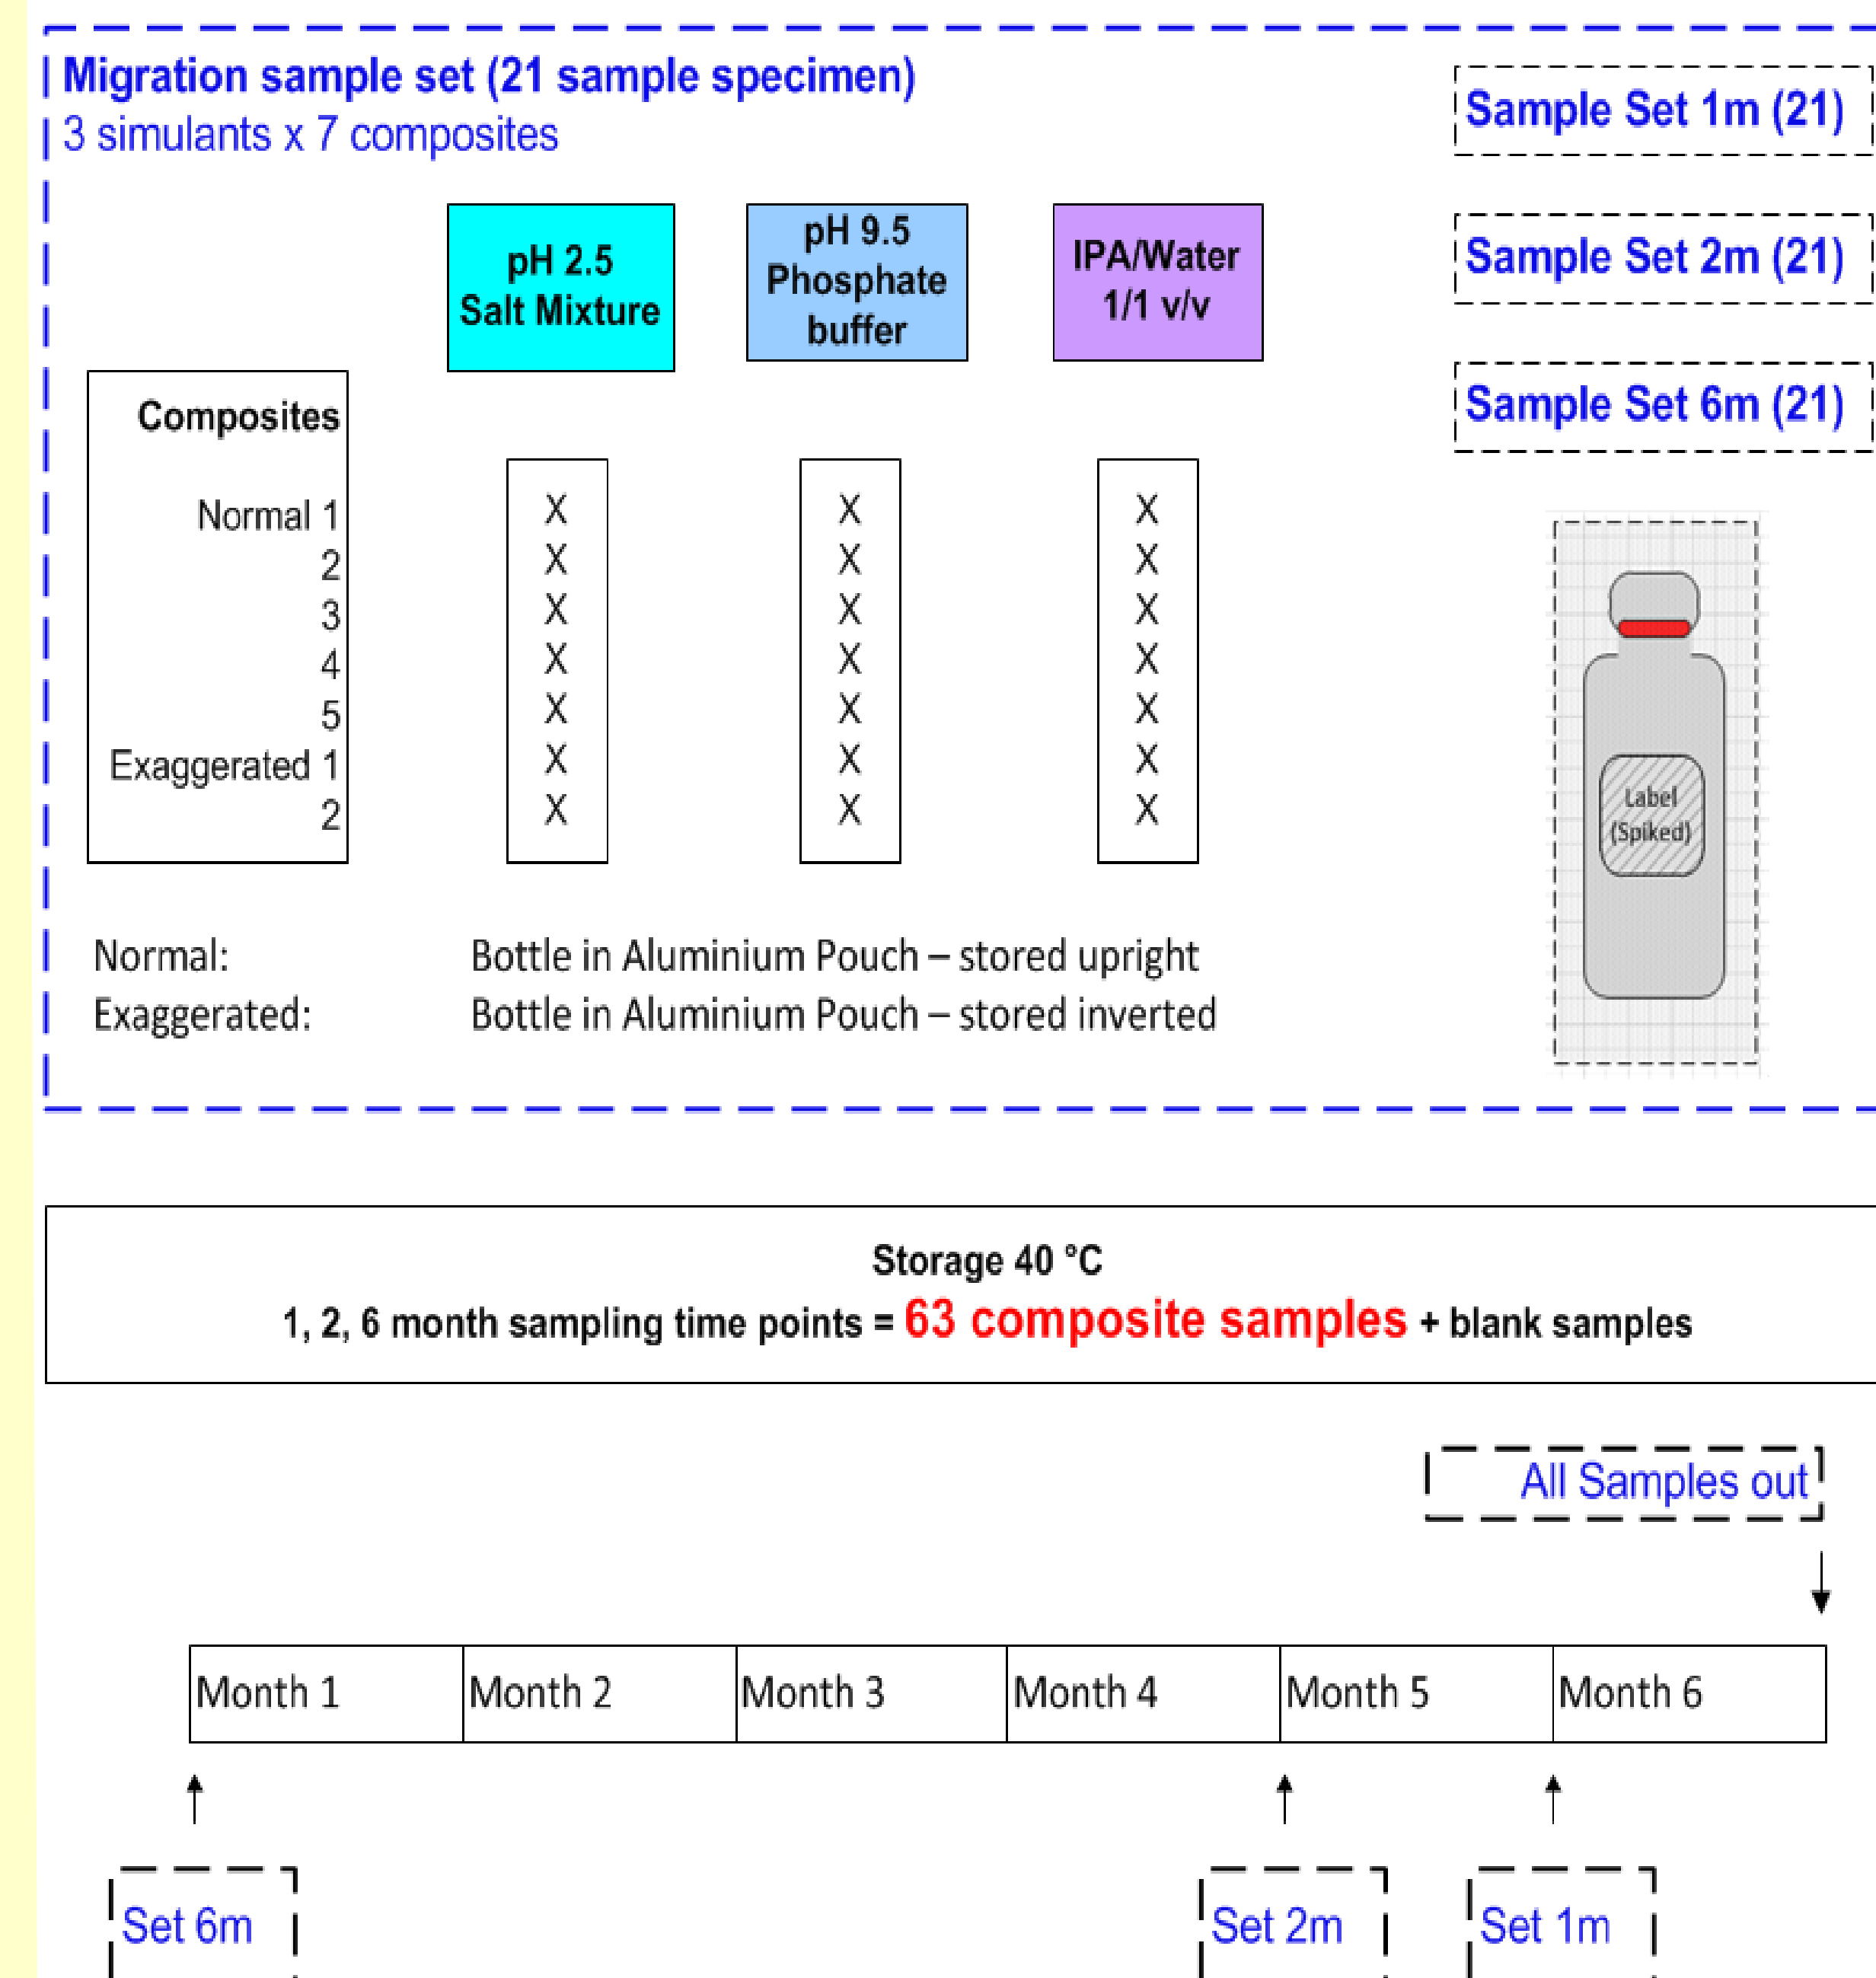 Migration sample set (21 sample specimen)
3 simulants x 7 composites
Sample Set 1m (21)
Sample Set 2m (21)
Sample Set 6m (21)
pH 2.5
Salt Mixture
pH 9.5
Phosphate
buffer
IPA/Water
1/1 v/v
Composites
Normal 1 X X X
2 X X X
3 X X X
4 X X X
5 X X X
Exaggerated 1 X X X
2 X X X
Label
(Spiked)
Normal: Bottle in Aluminium Pouch – stored upright
Exaggerated: Bottle in Aluminium Pouch – stored inverted
Storage 40 °C
1, 2, 6 month sampling time points = 63 composite samples + blank samples
All Samples out
Month 1 Month 2 Month 3 Month 4 Month 5 Month 6
Set 6m Set 2m Set 1m